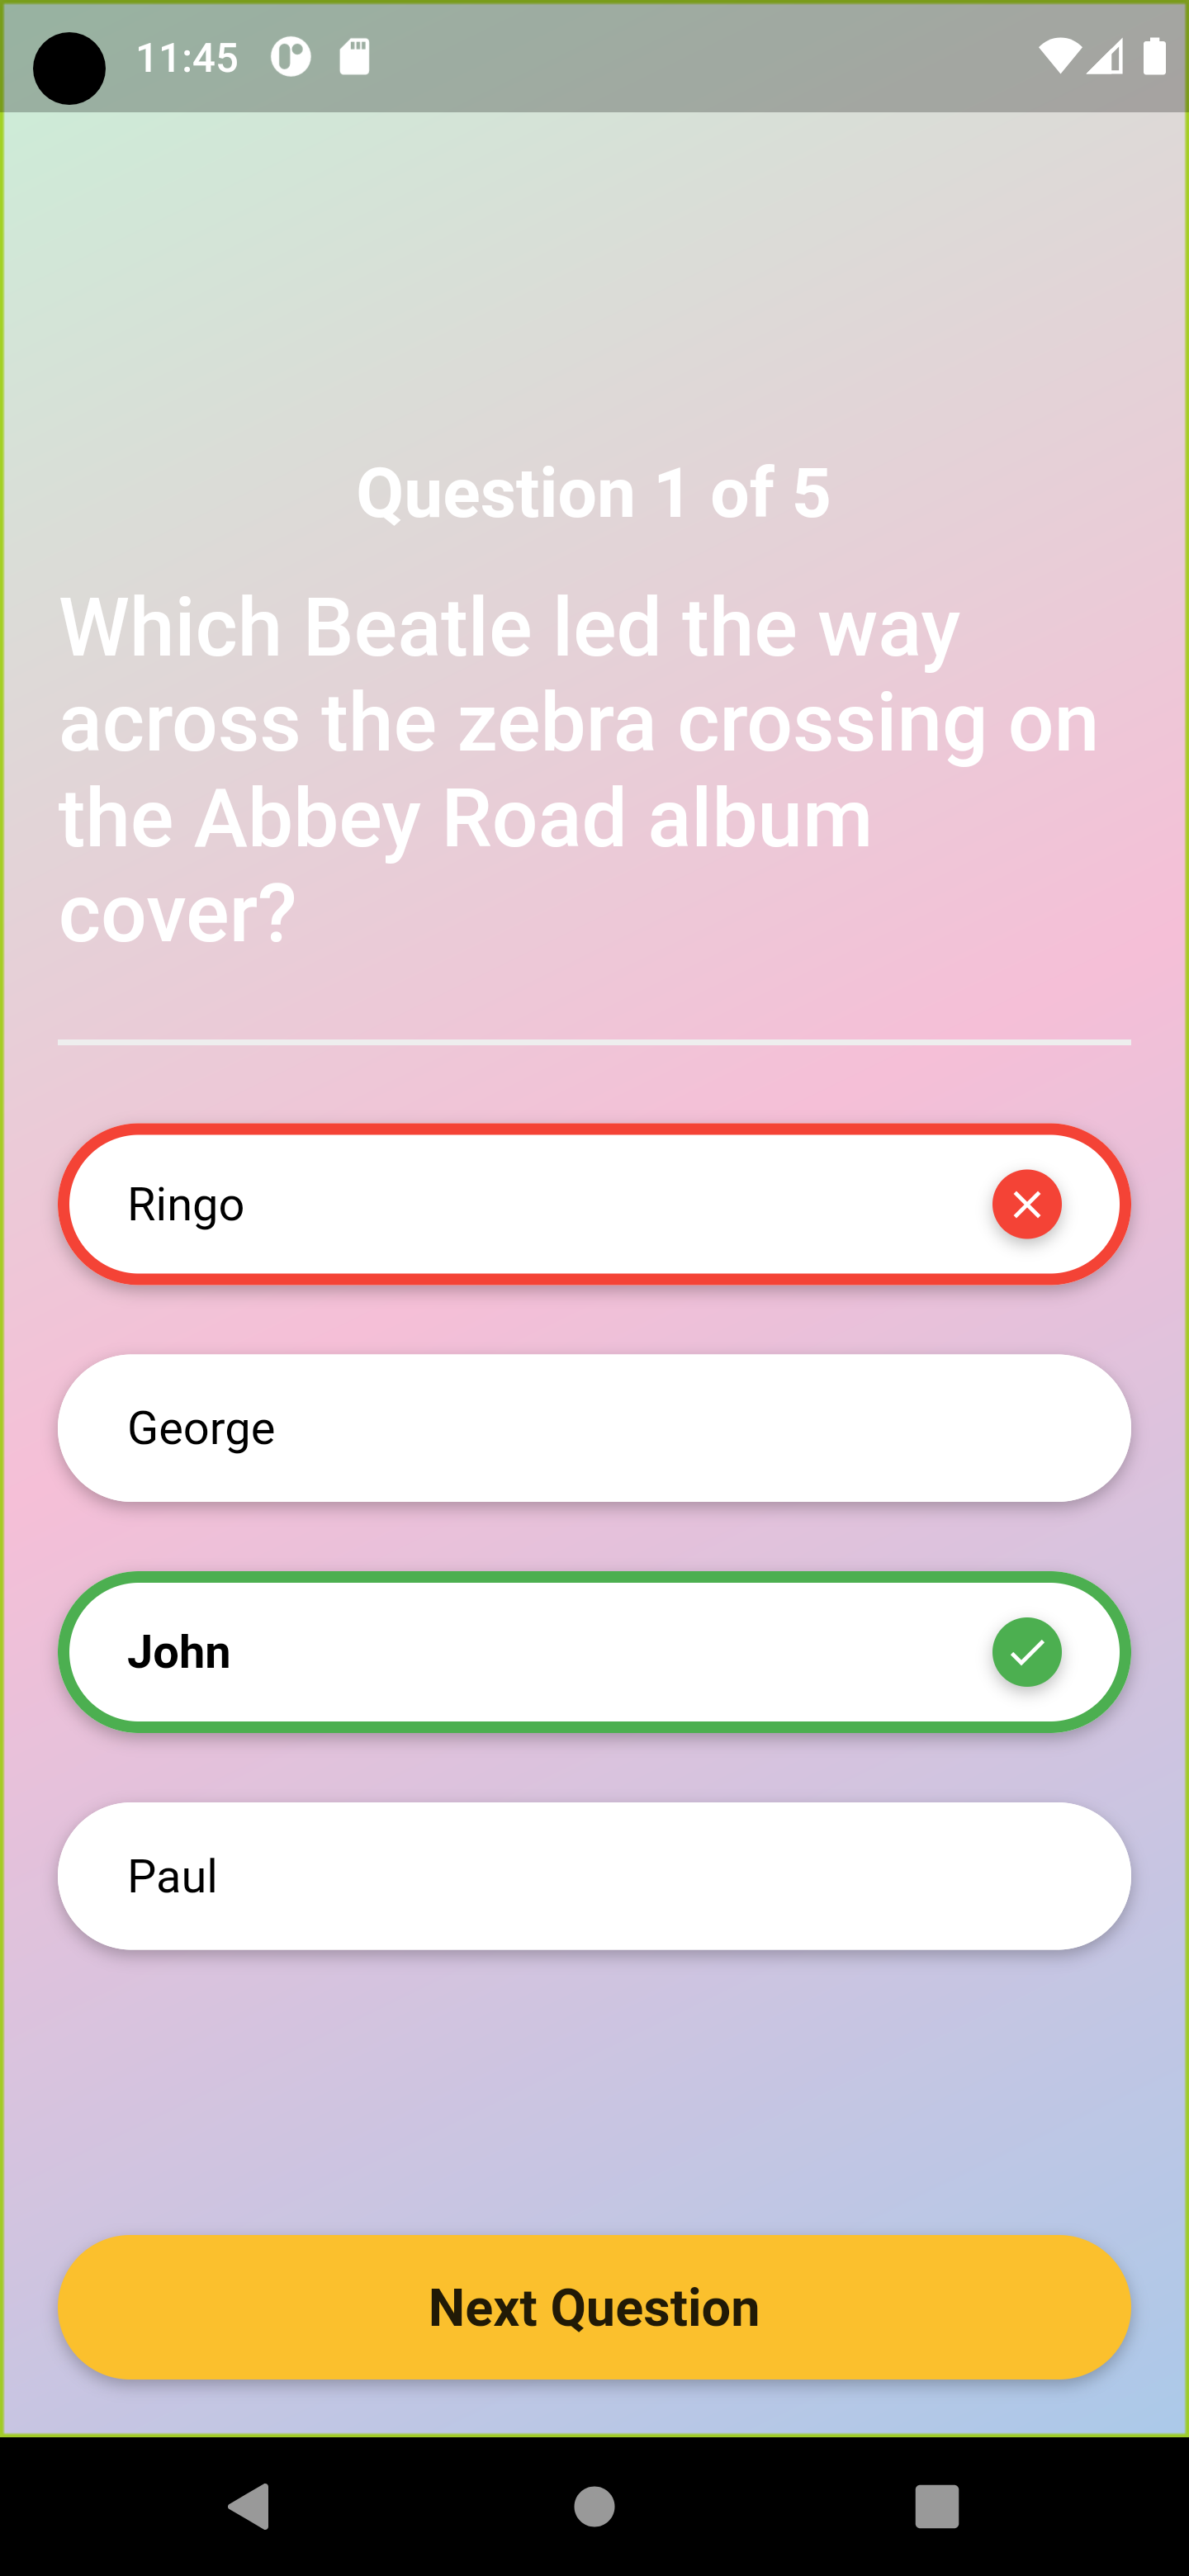 11:45
Question 1 of 5
Which Beatle led the way
across the zebra crossing on
the Abbey Road album
cover?
Ringo
George
John
Paul
Next Question